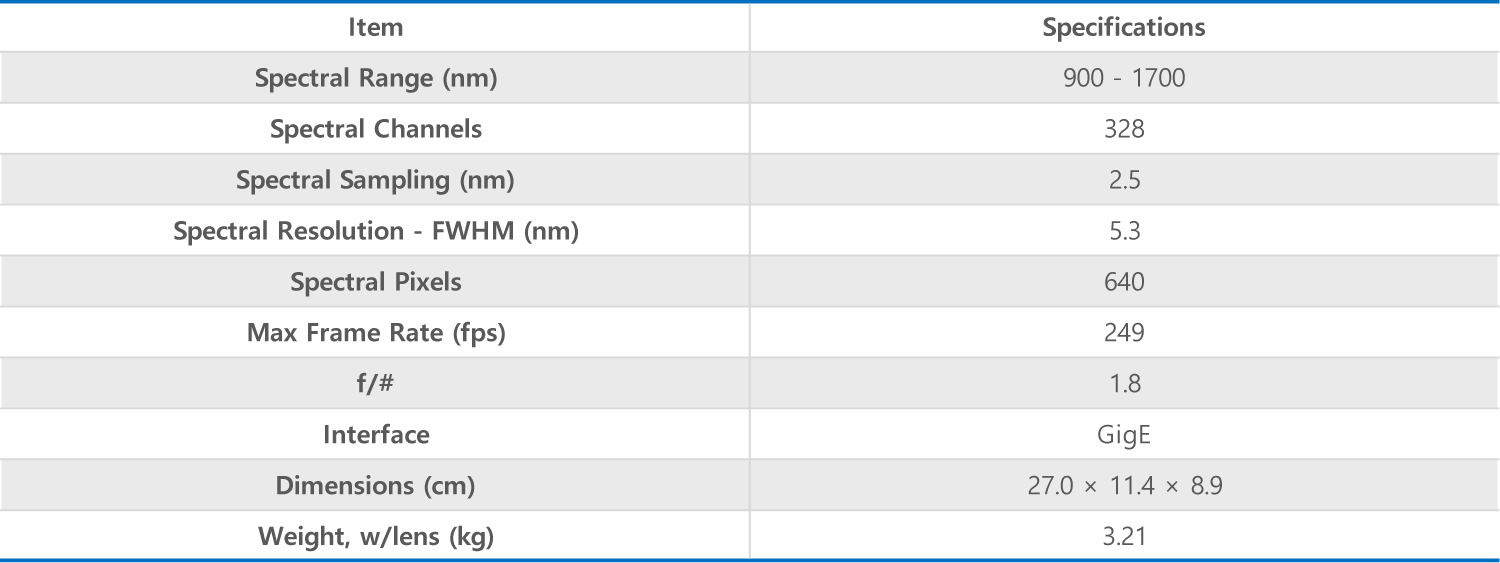 Item Specifications
Spectral Range (nm) 900 - 1700
Spectral Channels 328
Spectral Sampling (nm) 2.5
Spectral Resolution - FWHM (nm) 5.3
Spectral Pixels 640
Max Frame Rate (fps) 249
f/# 1.8
Interface GigE
Dimensions (cm) 27.0 × 11.4 × 8.9
Weight, w/lens (kg) 3.21